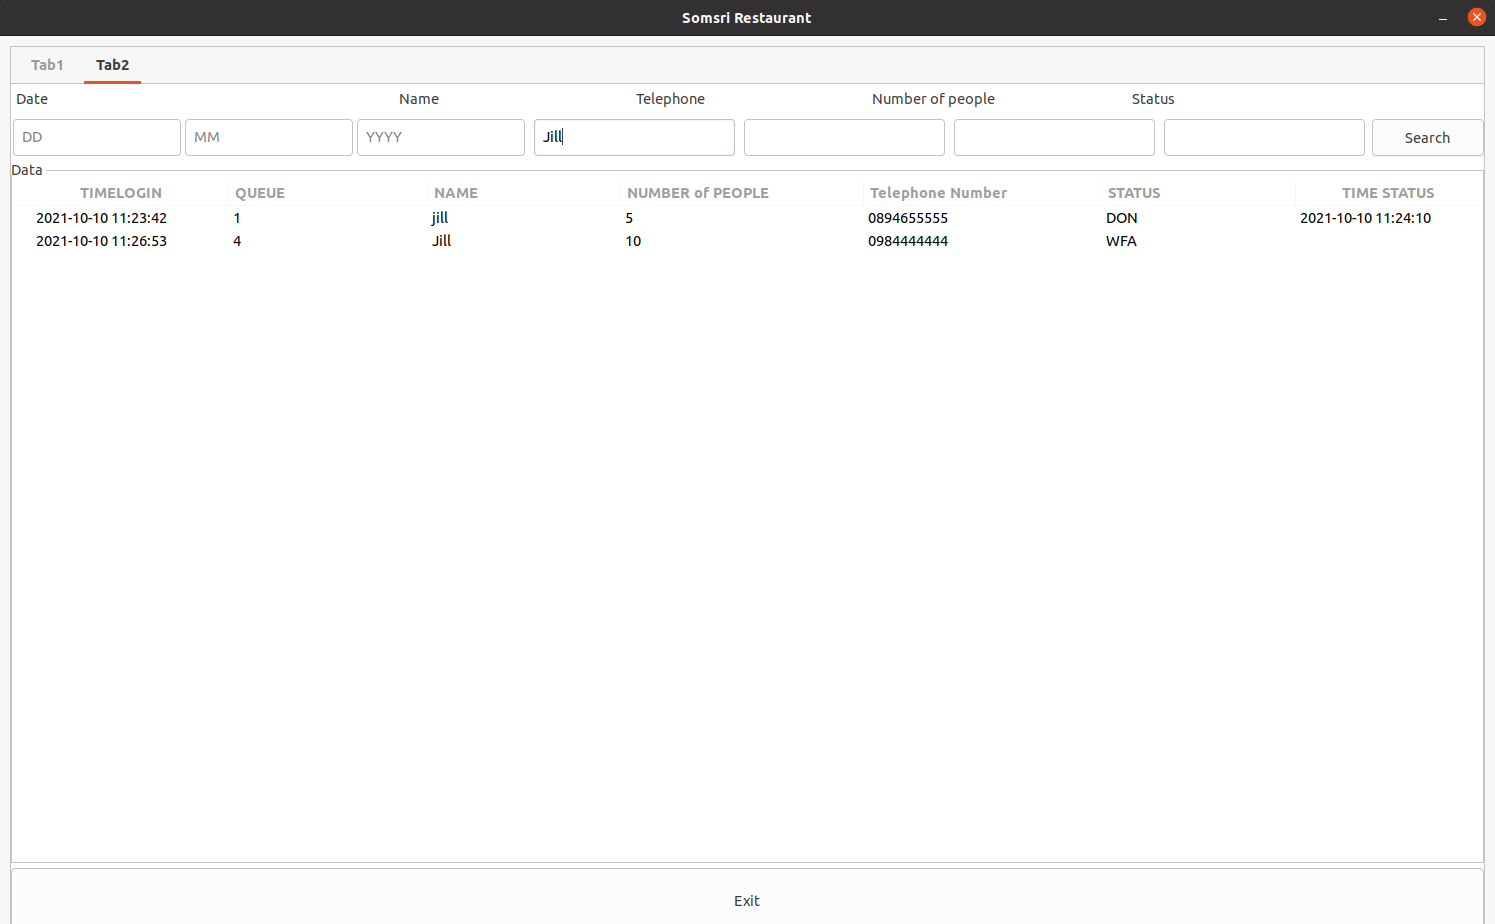 Somsri Restaurant
Tab1 Tab2
Date Name Telephone Number of people Status
DD MM YYYY Jill Search
Data
TIMELOGIN QUEUE NAME NUMBER of PEOPLE Telephone Number STATUS TIME STATUS
2021-10-10 11:23:42 1 jill 5 0894655555 DON 2021-10-10 11:24:10
2021-10-10 11:26:53 4 Jill 10 0984444444 WFA
Exit